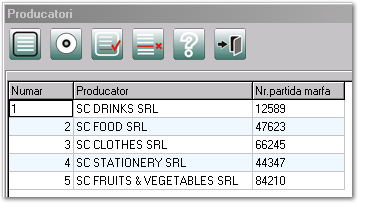 Producatori
Numar Producator Nr.partida marfa
1 SC DRINKS SRL 12589
2 SC FOOD SRL 47623
3 SC CLOTHES SRL 66245
4 SC STATIONERY SRL 44347
5 SC FRUITS & VEGETABLES SRL 84210